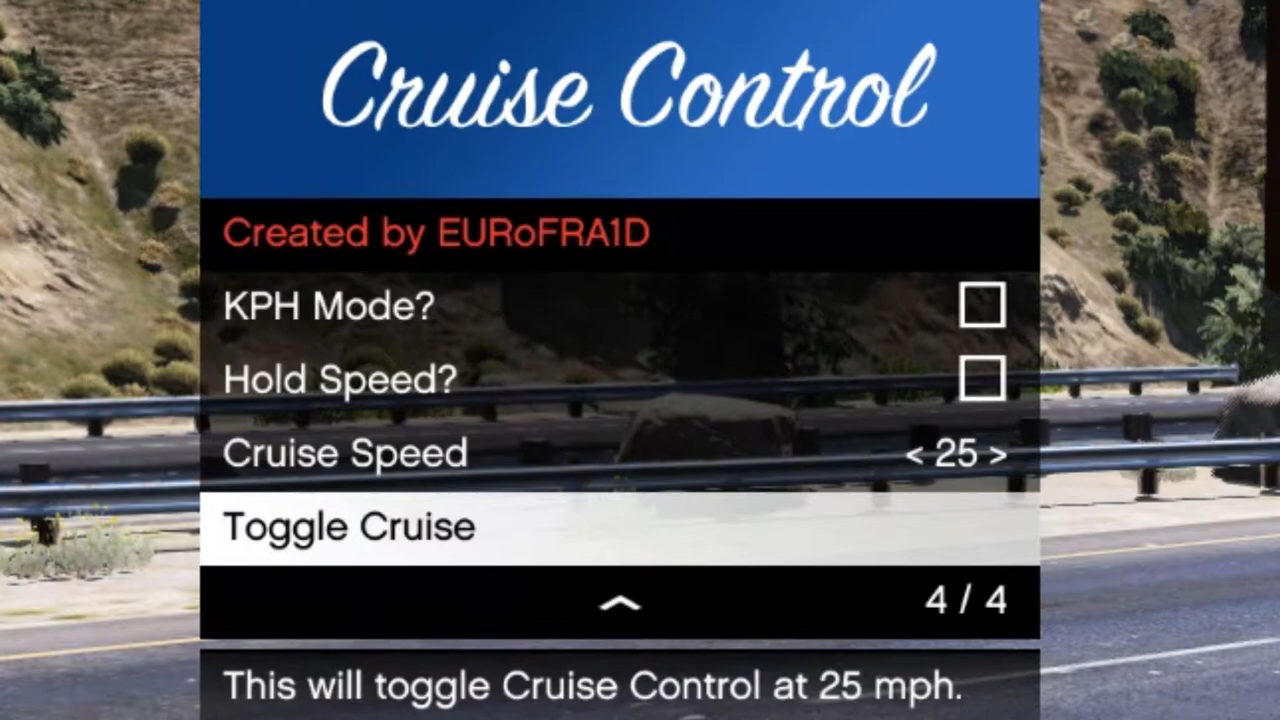 Cruise Control
Created by EURoFRA1D
KPH Mode?
Hold Speed?
Cruise Speed < 25 >
Toggle Cruise
4 / 4
This will toggle Cruise Control at 25 mph.